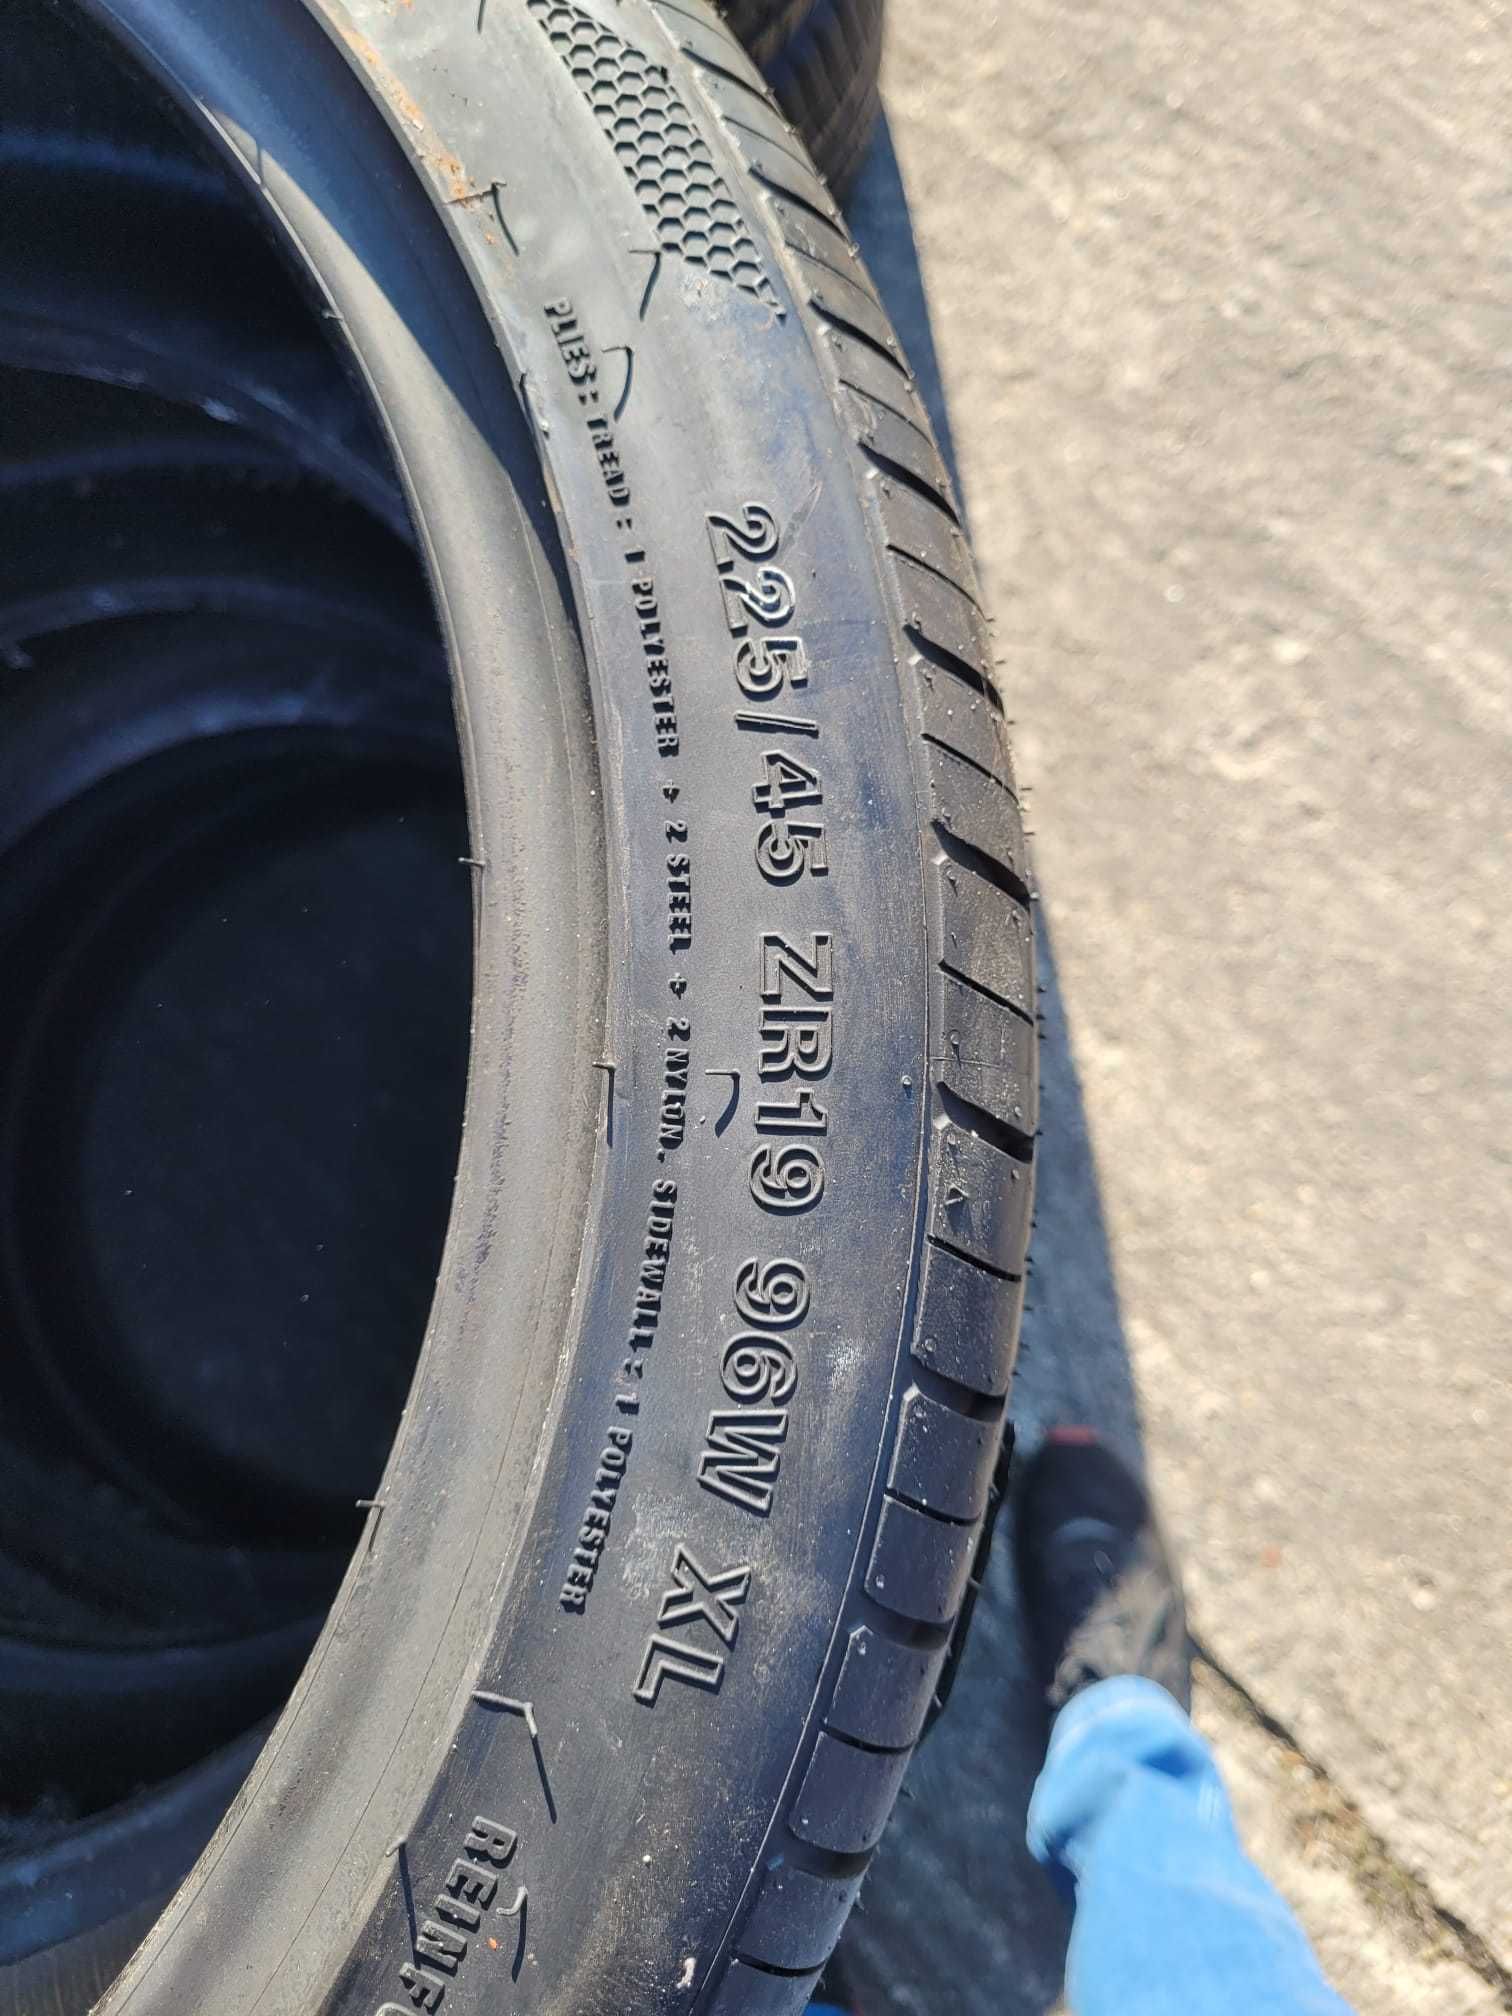 PLIES : TREAD : 1 POLYESTER + 2 STEEL + 2 NYLON, SIDEWALL : 1 POLYESTER
225/45 ZR19 96W XL